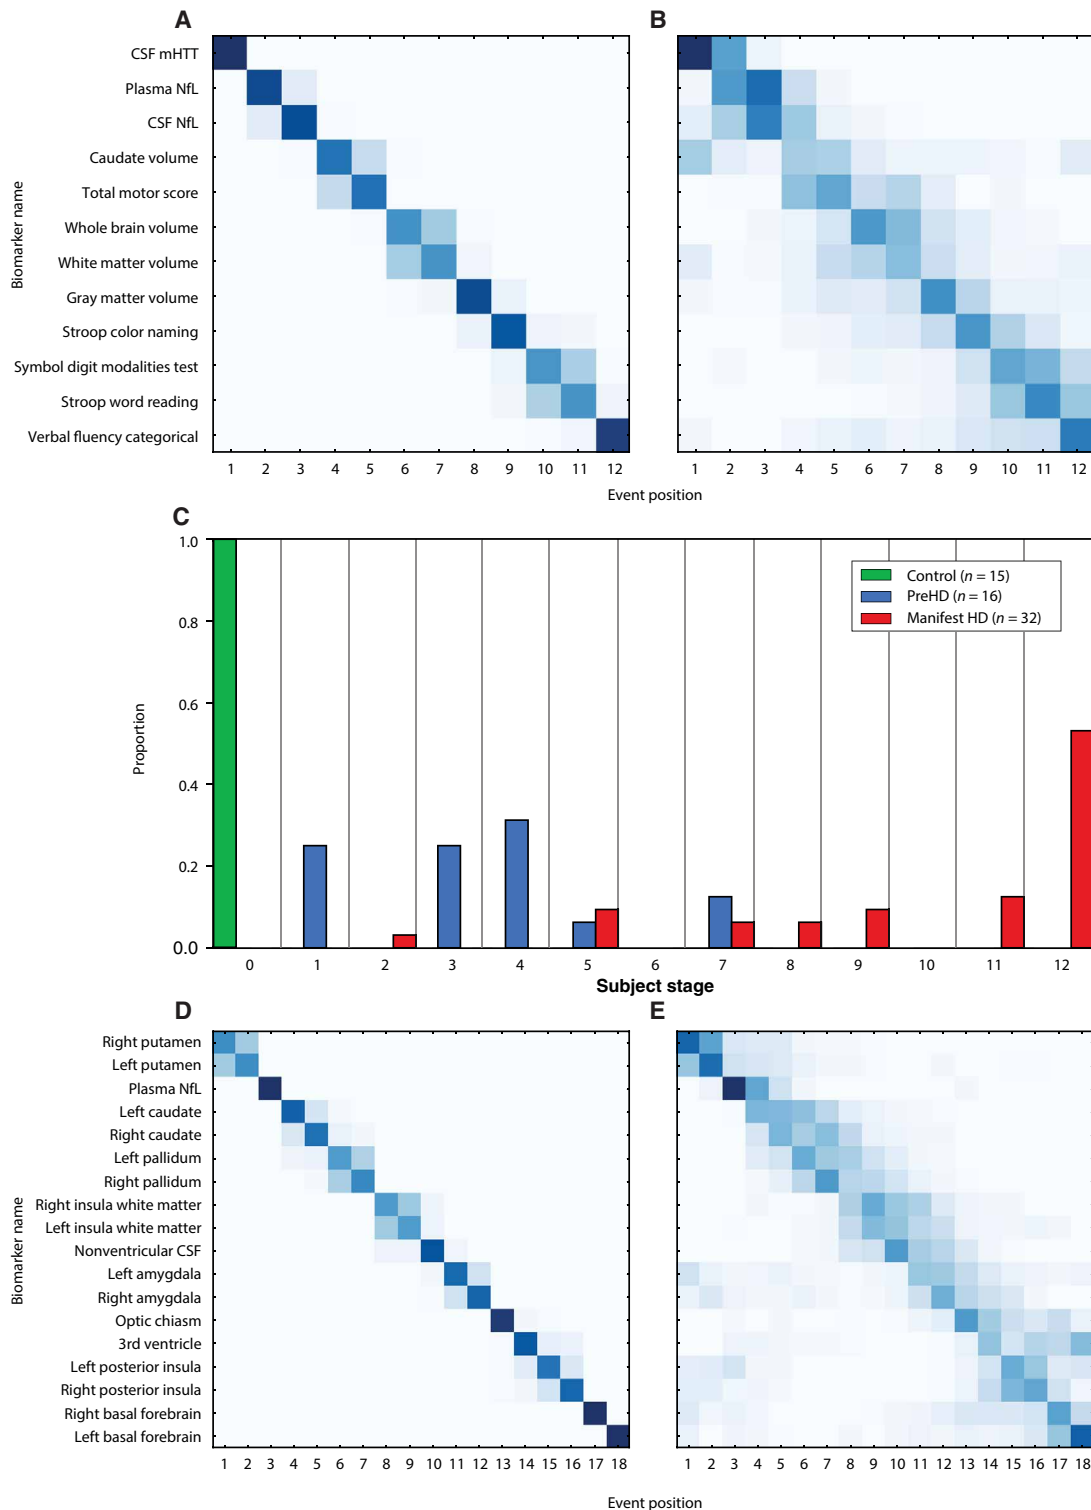 A
B
Biomarker name
CSF mHTT
Plasma NfL
CSF NfL
Caudate volume
Total motor score
Whole brain volume
White matter volume
Gray matter volume
Stroop color naming
Symbol digit modalities test
Stroop word reading
Verbal fluency categorical
1 2 3 4 5 6 7 8 9 10 11 12
1 2 3 4 5 6 7 8 9 10 11 12
Event position
C
Proportion
1.0
0.8
0.6
0.4
0.2
0.0
Control (n = 15)
PreHD (n = 16)
Manifest HD (n = 32)
0 1 2 3 4 5 6 7 8 9 10 11 12
Subject stage
D
E
Biomarker name
Right putamen
Left putamen
Plasma NfL
Left caudate
Right caudate
Left pallidum
Right pallidum
Right insula white matter
Left insula white matter
Nonventricular CSF
Left amygdala
Right amygdala
Optic chiasm
3rd ventricle
Left posterior insula
Right posterior insula
Right basal forebrain
Left basal forebrain
1 2 3 4 5 6 7 8 9 10 11 12 13 14 15 16 17 18
1 2 3 4 5 6 7 8 9 10 11 12 13 14 15 16 17 18
Event position